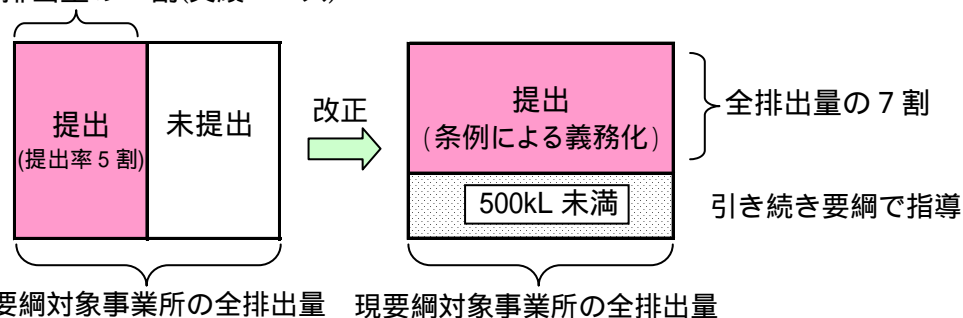 提出
(提出率５割)
未提出
改正
提出
(条例による義務化)
500kL 未満
全排出量の７割
引き続き要綱で指導
要綱対象事業所の全排出量
現要綱対象事業所の全排出量